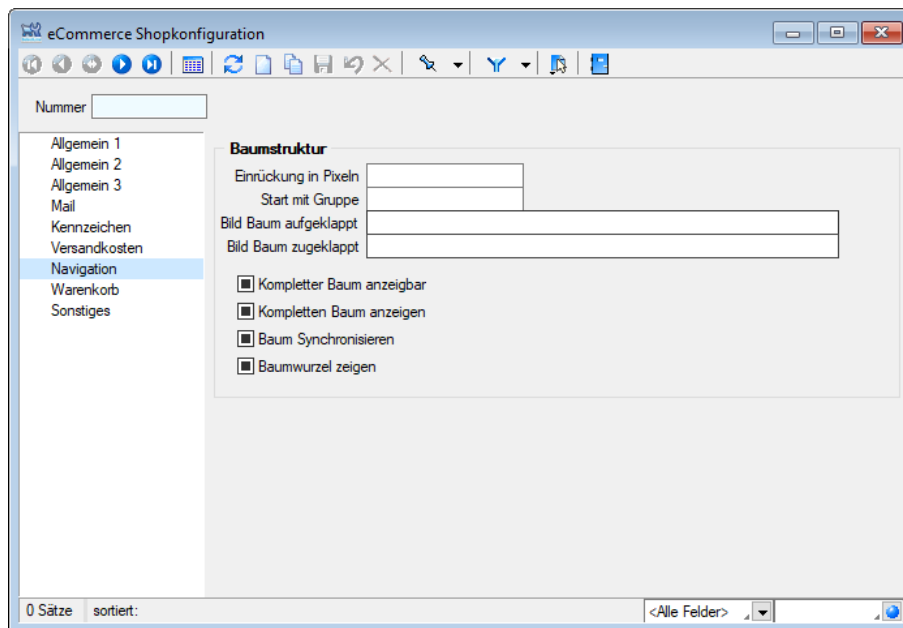 eCommerce Shopkonfiguration
Nummer
Allgemein 1
Allgemein 2
Allgemein 3
Mail
Kennzeichen
Versandkosten
Navigation
Warenkorb
Sonstiges
Baumstruktur
Einrückung in Pixeln
Start mit Gruppe
Bild Baum aufgeklappt
Bild Baum zugeklappt
Kompletter Baum anzeigbar
Kompletten Baum anzeigen
Baum Synchronisieren
Baumwurzel zeigen
0 Sätze sortiert: <Alle Felder>